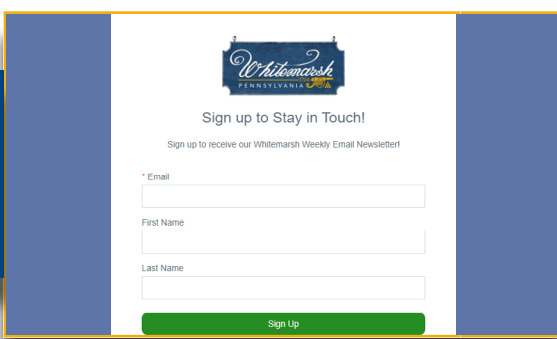 Whitemarsh
PENNSYLVANIA
Sign up to Stay in Touch!
Sign up to receive our Whitemarsh Weekly Email Newsletter!
* Email
First Name
Last Name
Sign Up